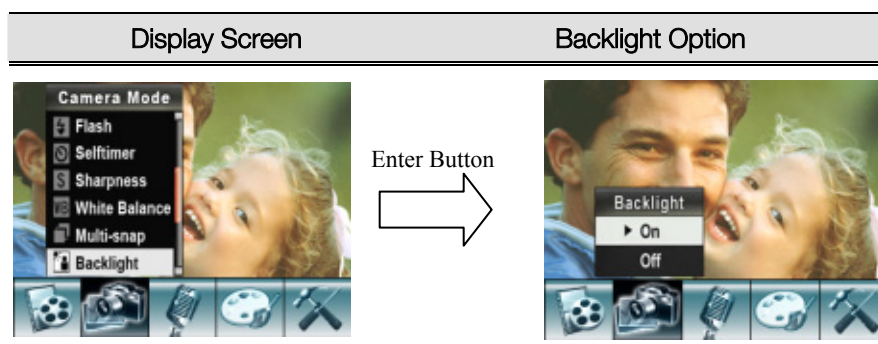 Display Screen
Backlight Option
Camera Mode
Flash
Selftimer
S Sharpness
WB White Balance
Multi-snap
Backlight
Enter Button
Backlight
On
Off